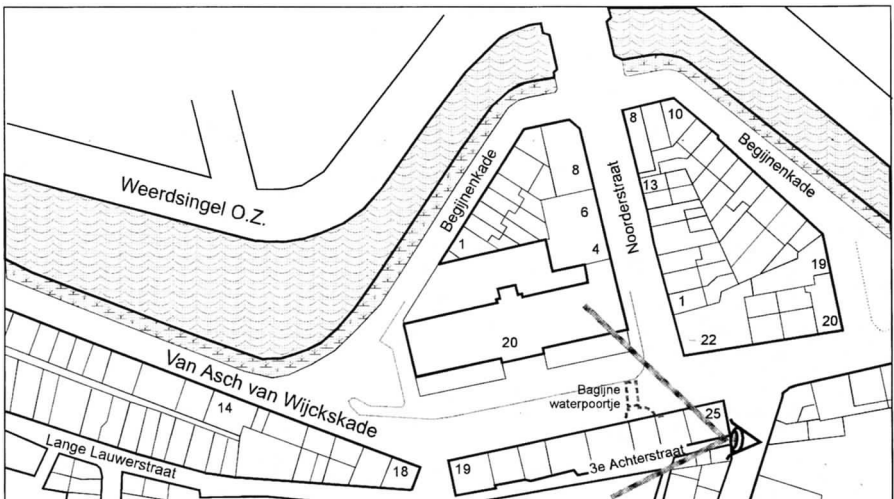 Weerdsingel O.Z.
Begijnenkade
1
8
6
4
20
Noorderstraat
8
10
13
1
22
Begijnenkade
19
20
Van Asch van Wijckskade
14
18
Lange Lauwerstraat
Bagijne
waterpoortje
25
19
3e Achterstraat